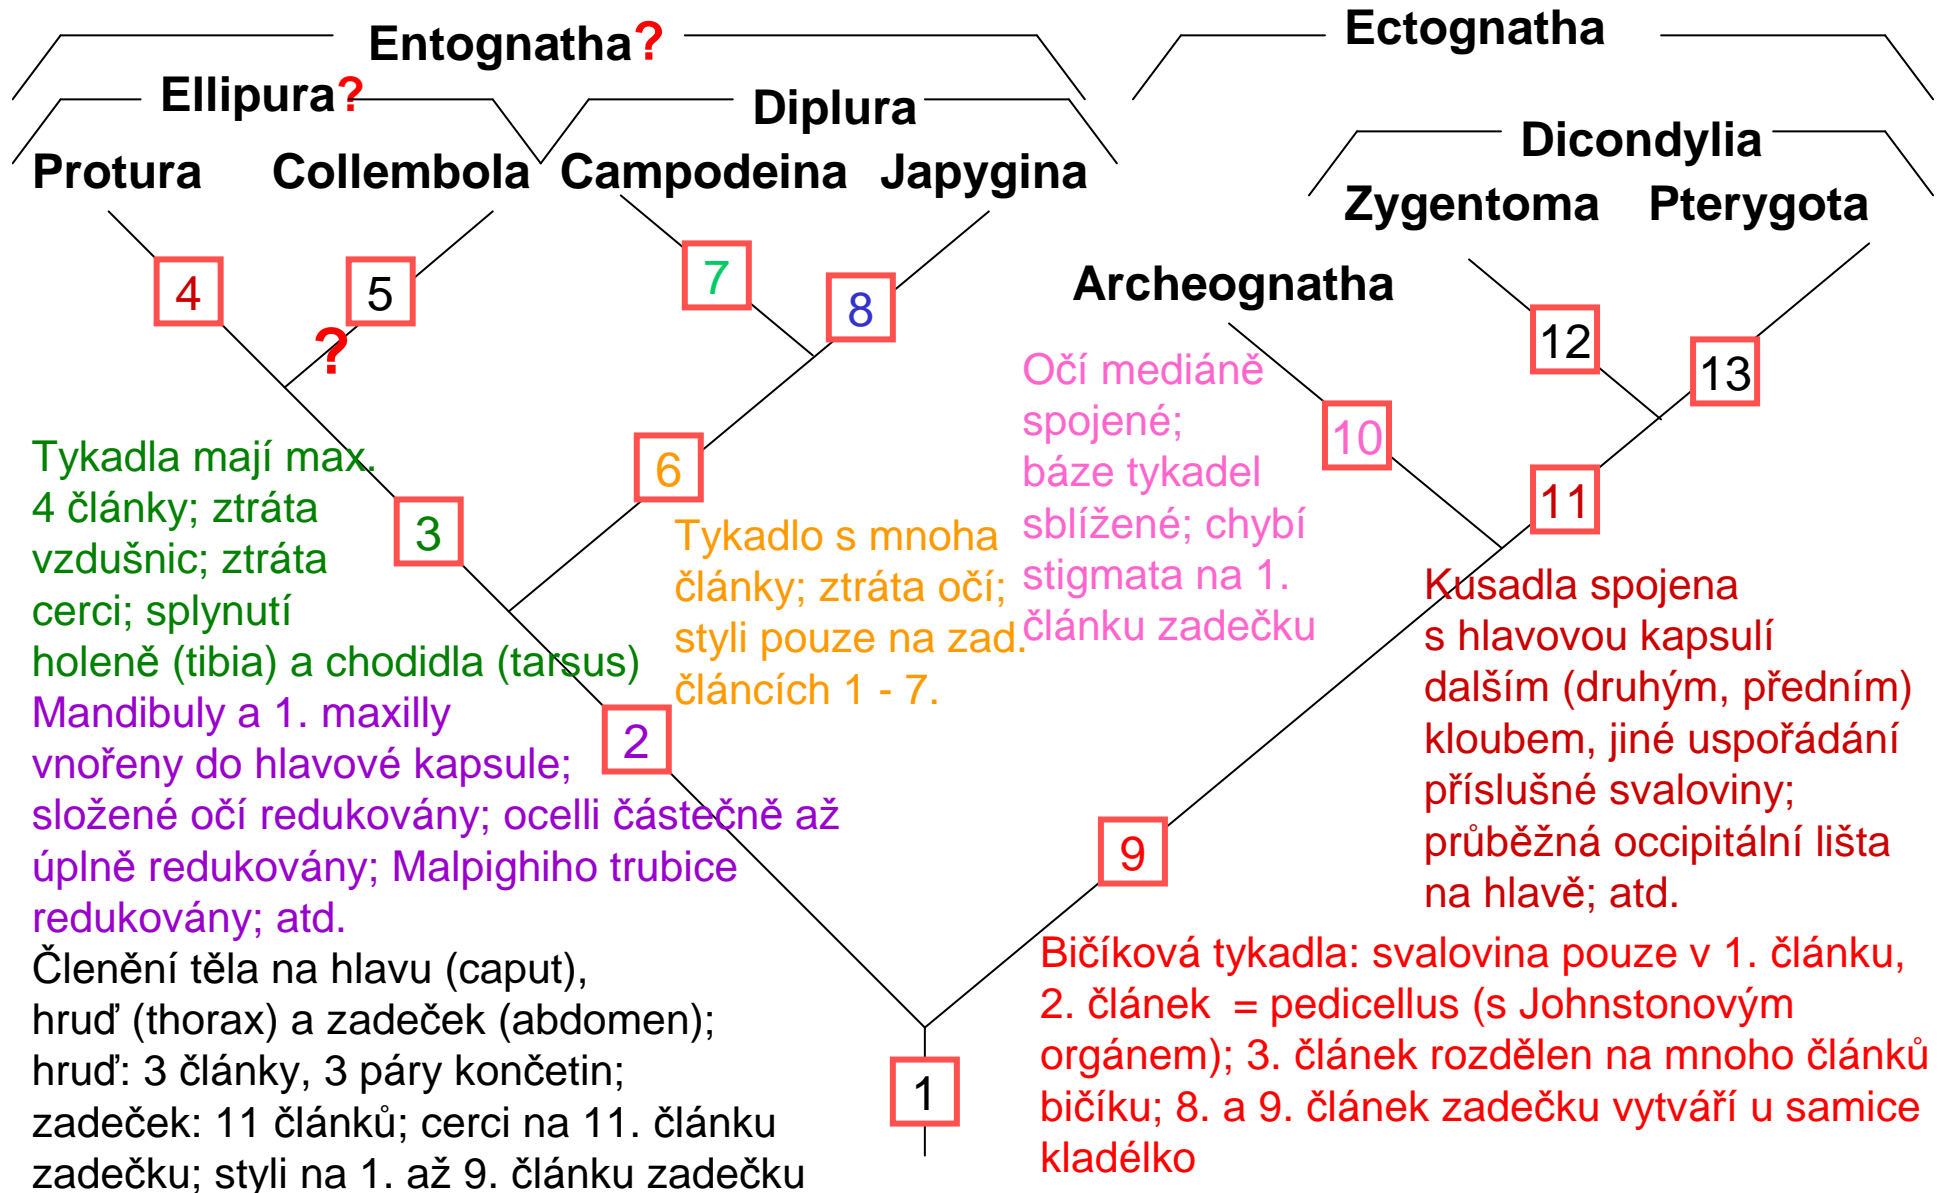 Entognatha?
Ectognatha
Ellipura?
Diplura
Dicondylia
Protura
Collembola
Campodeina
Japygina
Zygentoma
Pterygota
Archeognatha
4
5
7
8
12
13
?
10
6
11
3
2
9
1
Tykadla mají max.
4 články; ztráta
vzdušnic; ztráta
cerci; splynutí
holeně (tibia) a chodidla (tarsus)
Mandibuly a 1. maxilly
vnořeny do hlavové kapsule;
složené očí redukovány; ocelli částečně až
úplně redukovány; Malpighiho trubice
redukovány; atd.
Členění těla na hlavu (caput),
hruď (thorax) a zadeček (abdomen);
hruď: 3 články, 3 páry končetin;
zadeček: 11 článků; cerci na 11. článku
zadečku; styli na 1. až 9. článku zadečku
Tykadlo s mnoha
články; ztráta očí;
styli pouze na zad.
článcích 1 - 7.
Očí mediáně
spojené;
báze tykadel
sblížené; chybí
stigmata na 1.
článku zadečku
Kusadla spojena
s hlavovou kapsulí
dalším (druhým, předním)
kloubem, jiné uspořádání
příslušné svaloviny;
průběžná occipitální lišta
na hlavě; atd.
Bičíková tykadla: svalovina pouze v 1. článku,
2. článek = pedicellus (s Johnstonovým
orgánem); 3. článek rozdělen na mnoho článků
bičíku; 8. a 9. článek zadečku vytváří u samice
kladélko